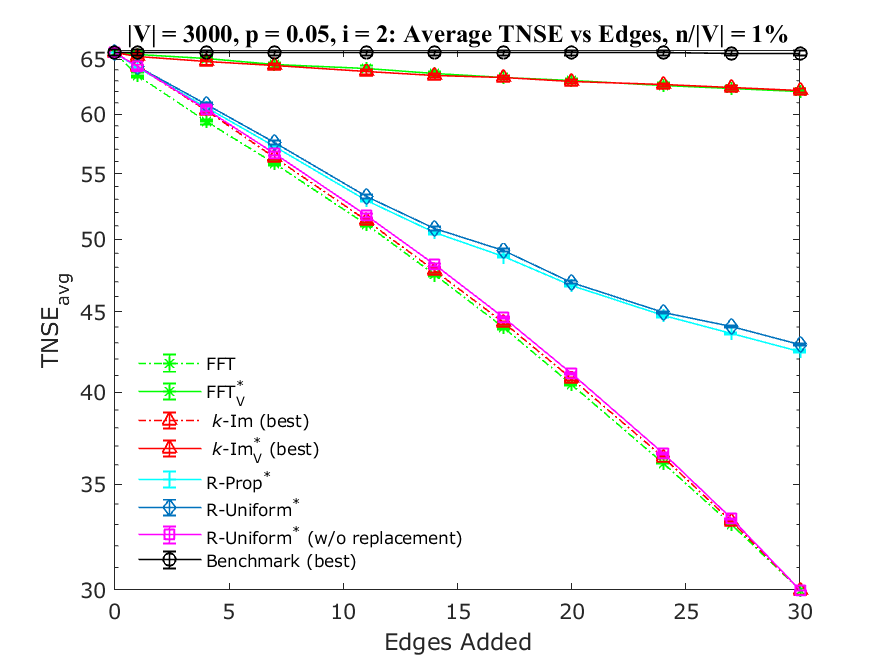 |V| = 3000, p = 0.05, i = 2: Average TNSE vs Edges, n/|V| = 1%
65
60
55
50
45
40
35
30
TNSE_avg
FFT
FFT*_V
k-Im (best)
k-Im*_V (best)
R-Prop*
R-Uniform*
R-Uniform* (w/o replacement)
Benchmark (best)
0 5 10 15 20 25 30
Edges Added